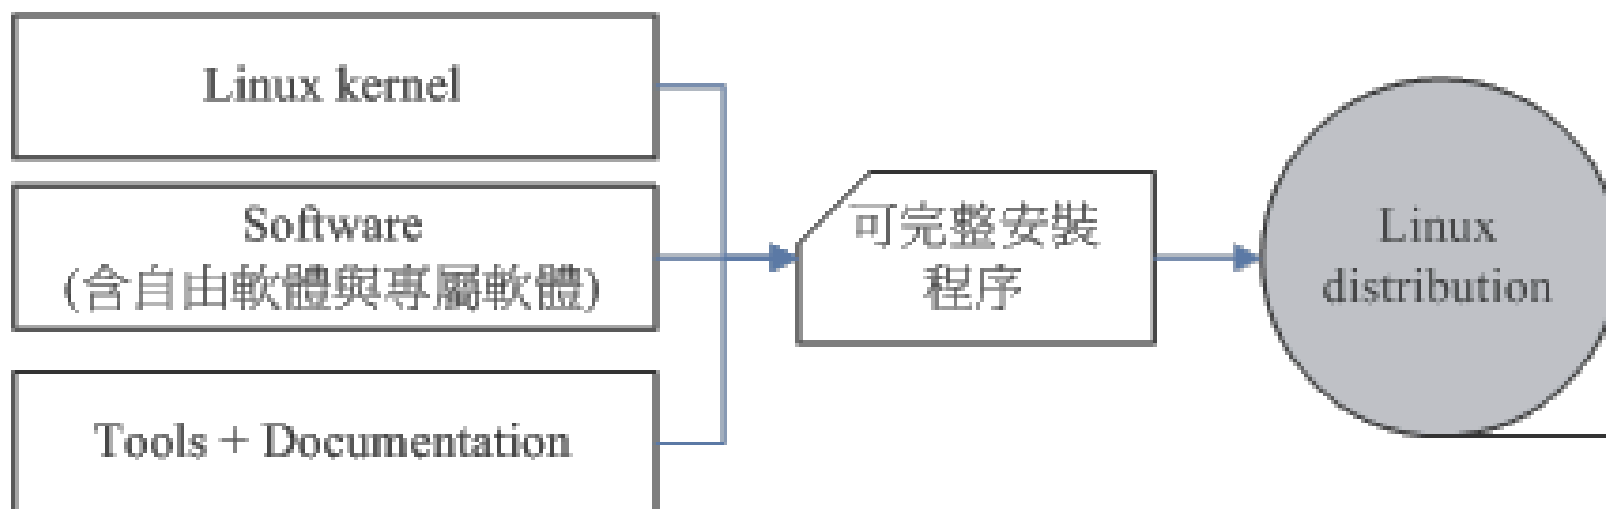 Linux kernel
Software
(含自由軟體與專屬軟體)
Tools + Documentation
可完整安裝
程序
Linux
distribution